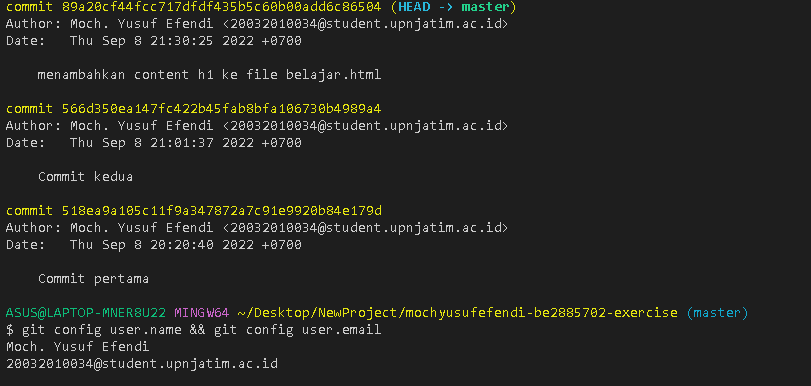 commit 89a20cf44fcc717dfdf435b5c60b00add6c86504 (HEAD -> master)
Author: Moch. Yusuf Efendi <20032010034@student.upnjatim.ac.id>
Date:   Thu Sep 8 21:30:25 2022 +0700
menambahkan content h1 ke file belajar.html
commit 566d350ea147fc422b45fab8bfa106730b4989a4
Author: Moch. Yusuf Efendi <20032010034@student.upnjatim.ac.id>
Date:   Thu Sep 8 21:01:37 2022 +0700
Commit kedua
commit 518ea9a105c11f9a347872a7c91e9920b84e179d
Author: Moch. Yusuf Efendi <20032010034@student.upnjatim.ac.id>
Date:   Thu Sep 8 20:20:40 2022 +0700
Commit pertama
ASUS@LAPTOP-MNER8U22 MINGW64 ~/Desktop/NewProject/mochyusufefendi-be2885702-exercise (master)
$ git config user.name && git config user.email
Moch. Yusuf Efendi
20032010034@student.upnjatim.ac.id